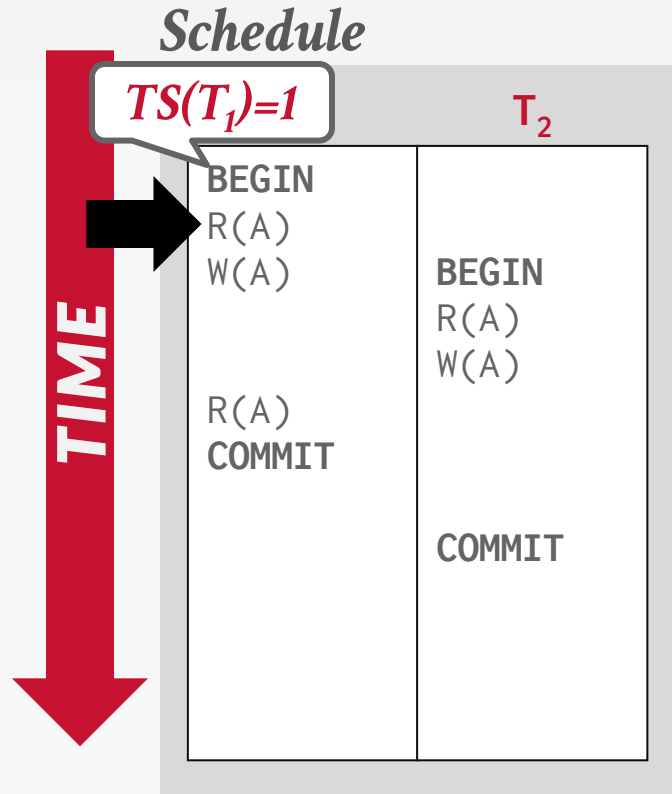 Schedule
TS(T₁)=1
T₂
BEGIN
R(A)
W(A)
R(A)
COMMIT
BEGIN
R(A)
W(A)
COMMIT
TIME